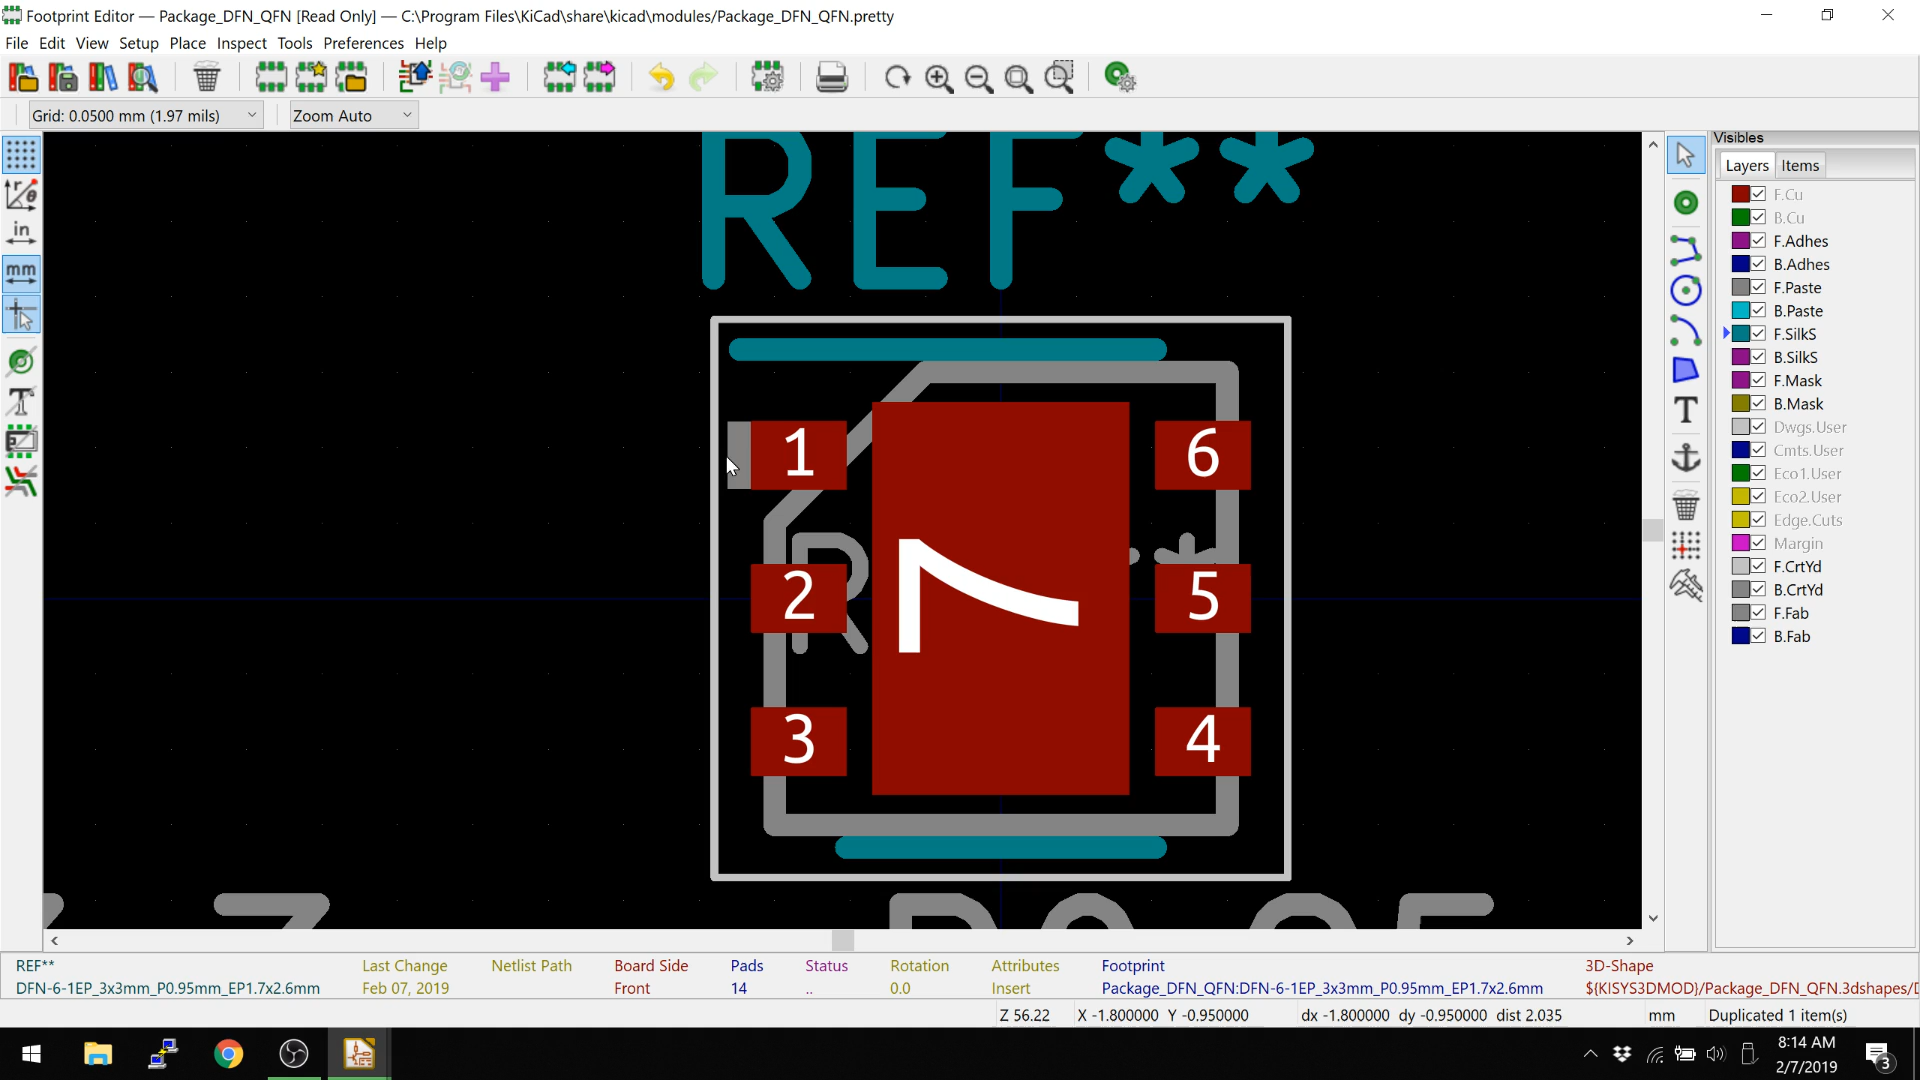 Footprint Editor — Package_DFN_QFN [Read Only] — C:\Program Files\KiCad\share\kicad\modules/Package_DFN_QFN.pretty
File Edit View Setup Place Inspect Tools Preferences Help
Grid: 0.0500 mm (1.97 mils) Zoom Auto
in
mm
REF**
1
2
3
7
6
5
4
R
*
Visibles
Layers Items
F.Cu
B.Cu
F.Adhes
B.Adhes
F.Paste
B.Paste
F.SilkS
B.SilkS
F.Mask
B.Mask
Dwgs.User
Cmts.User
Eco1.User
Eco2.User
Edge.Cuts
Margin
F.CrtYd
B.CrtYd
F.Fab
B.Fab
REF** Last Change Netlist Path Board Side Pads Status Rotation Attributes Footprint 3D-Shape
DFN-6-1EP_3x3mm_P0.95mm_EP1.7x2.6mm Feb 07, 2019 Front 14 .. 0.0 Insert Package_DFN_QFN:DFN-6-1EP_3x3mm_P0.95mm_EP1.7x2.6mm ${KISYS3DMOD}/Package_DFN_QFN.3dshapes/
Z 56.22 X -1.800000 Y -0.950000 dx -1.800000 dy -0.950000 dist 2.035 mm Duplicated 1 item(s)
8:14 AM
2/7/2019
3